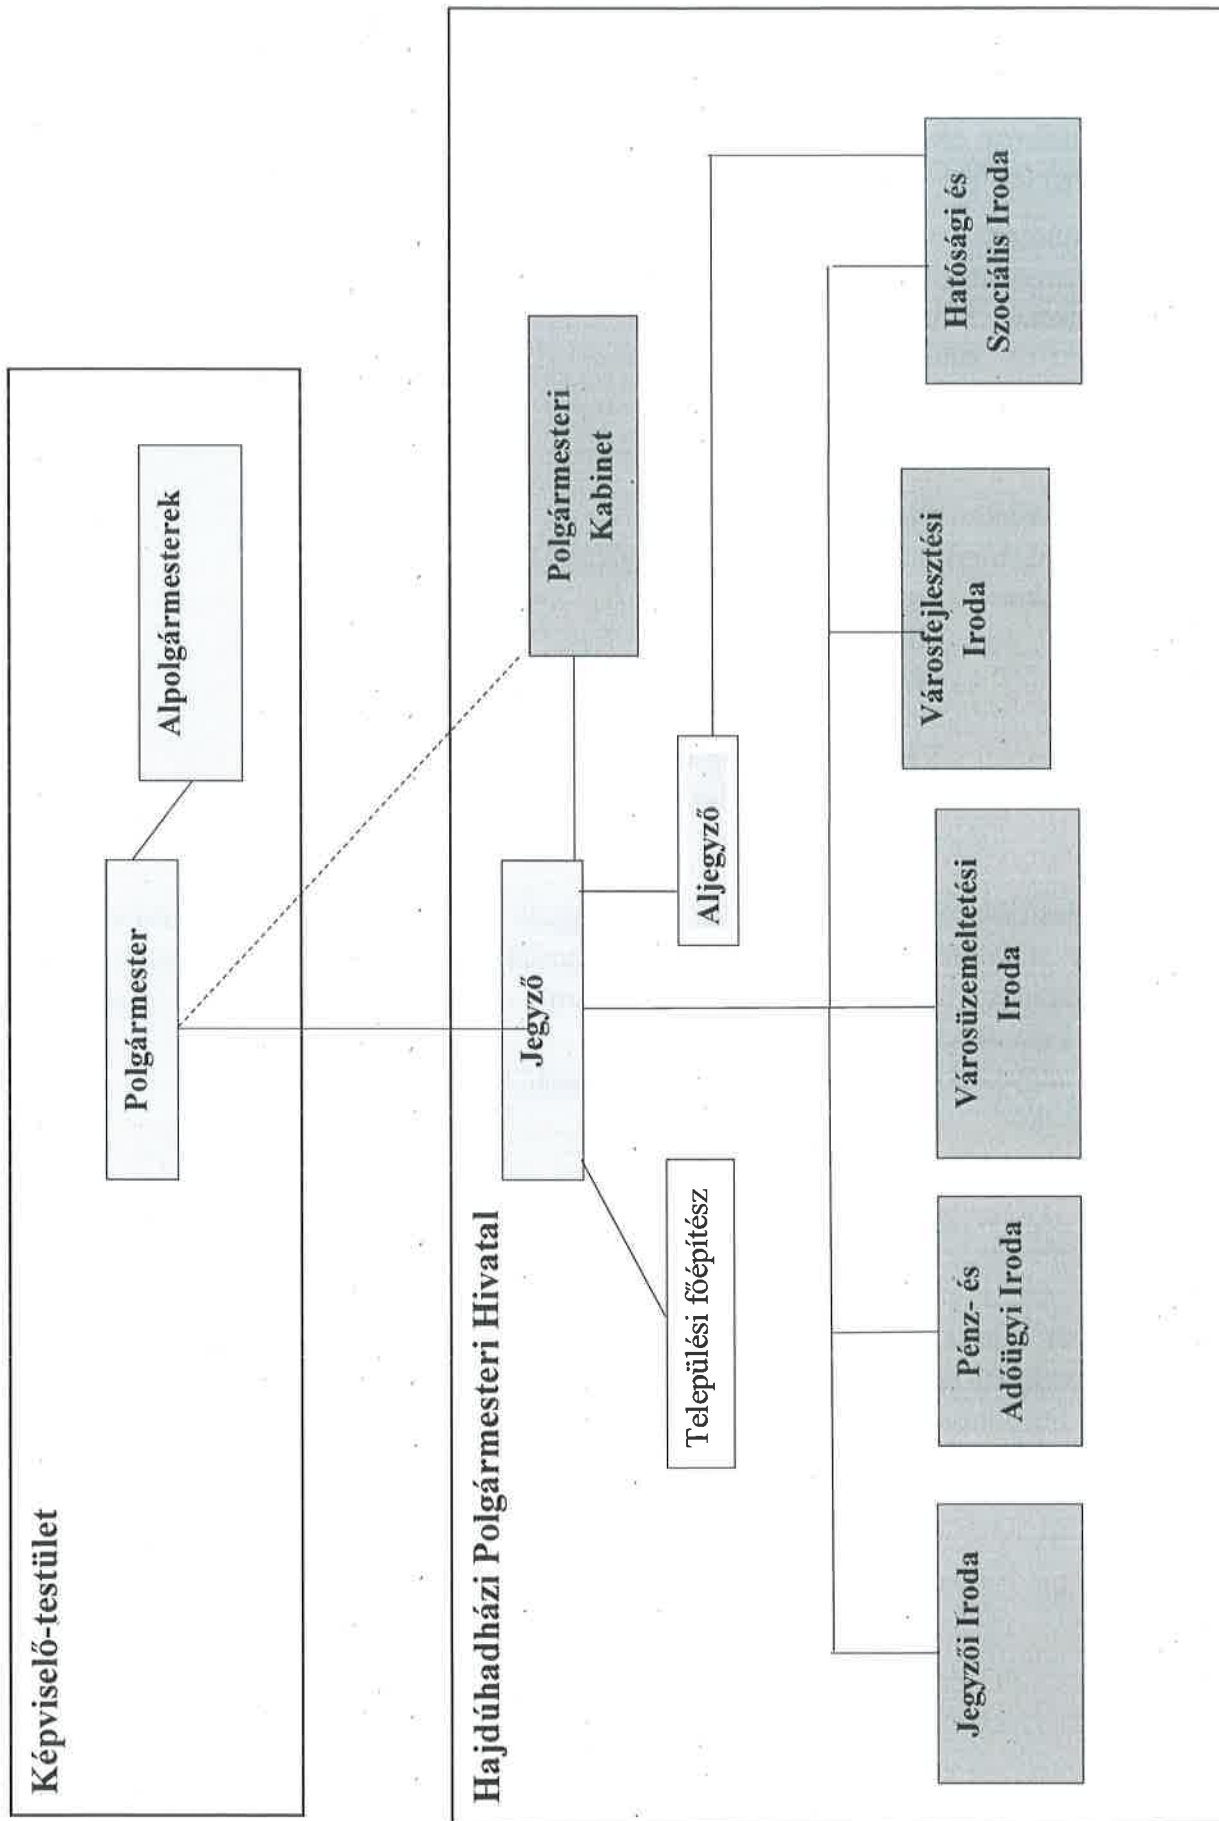 Képviselő-testület
Polgármester
Alpolgármesterek
Hajdúhadházi Polgármesteri Hivatal
Jegyző
Polgármesteri
Kabinet
Települési főépítész
Aljegyző
Jegyzői Iroda
Pénz- és
Adóügyi Iroda
Városüzemeltetési
Iroda
Városfejlesztési
Iroda
Hatósági és
Szociális Iroda